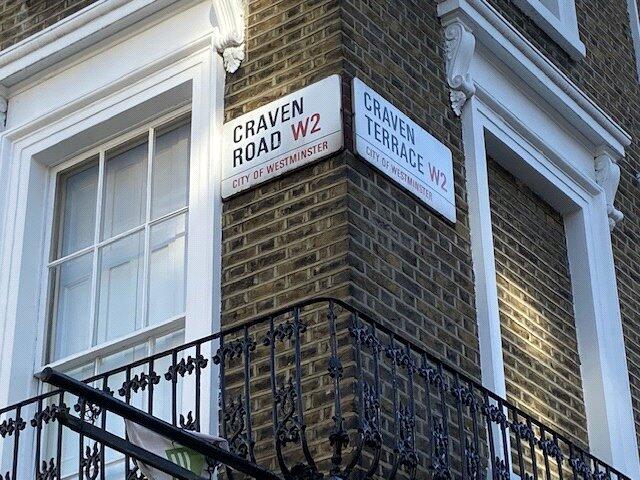 CRAVEN
ROAD W2
CITY OF WESTMINSTER
CRAVEN
TERRACE W2
CITY OF WESTMINSTER